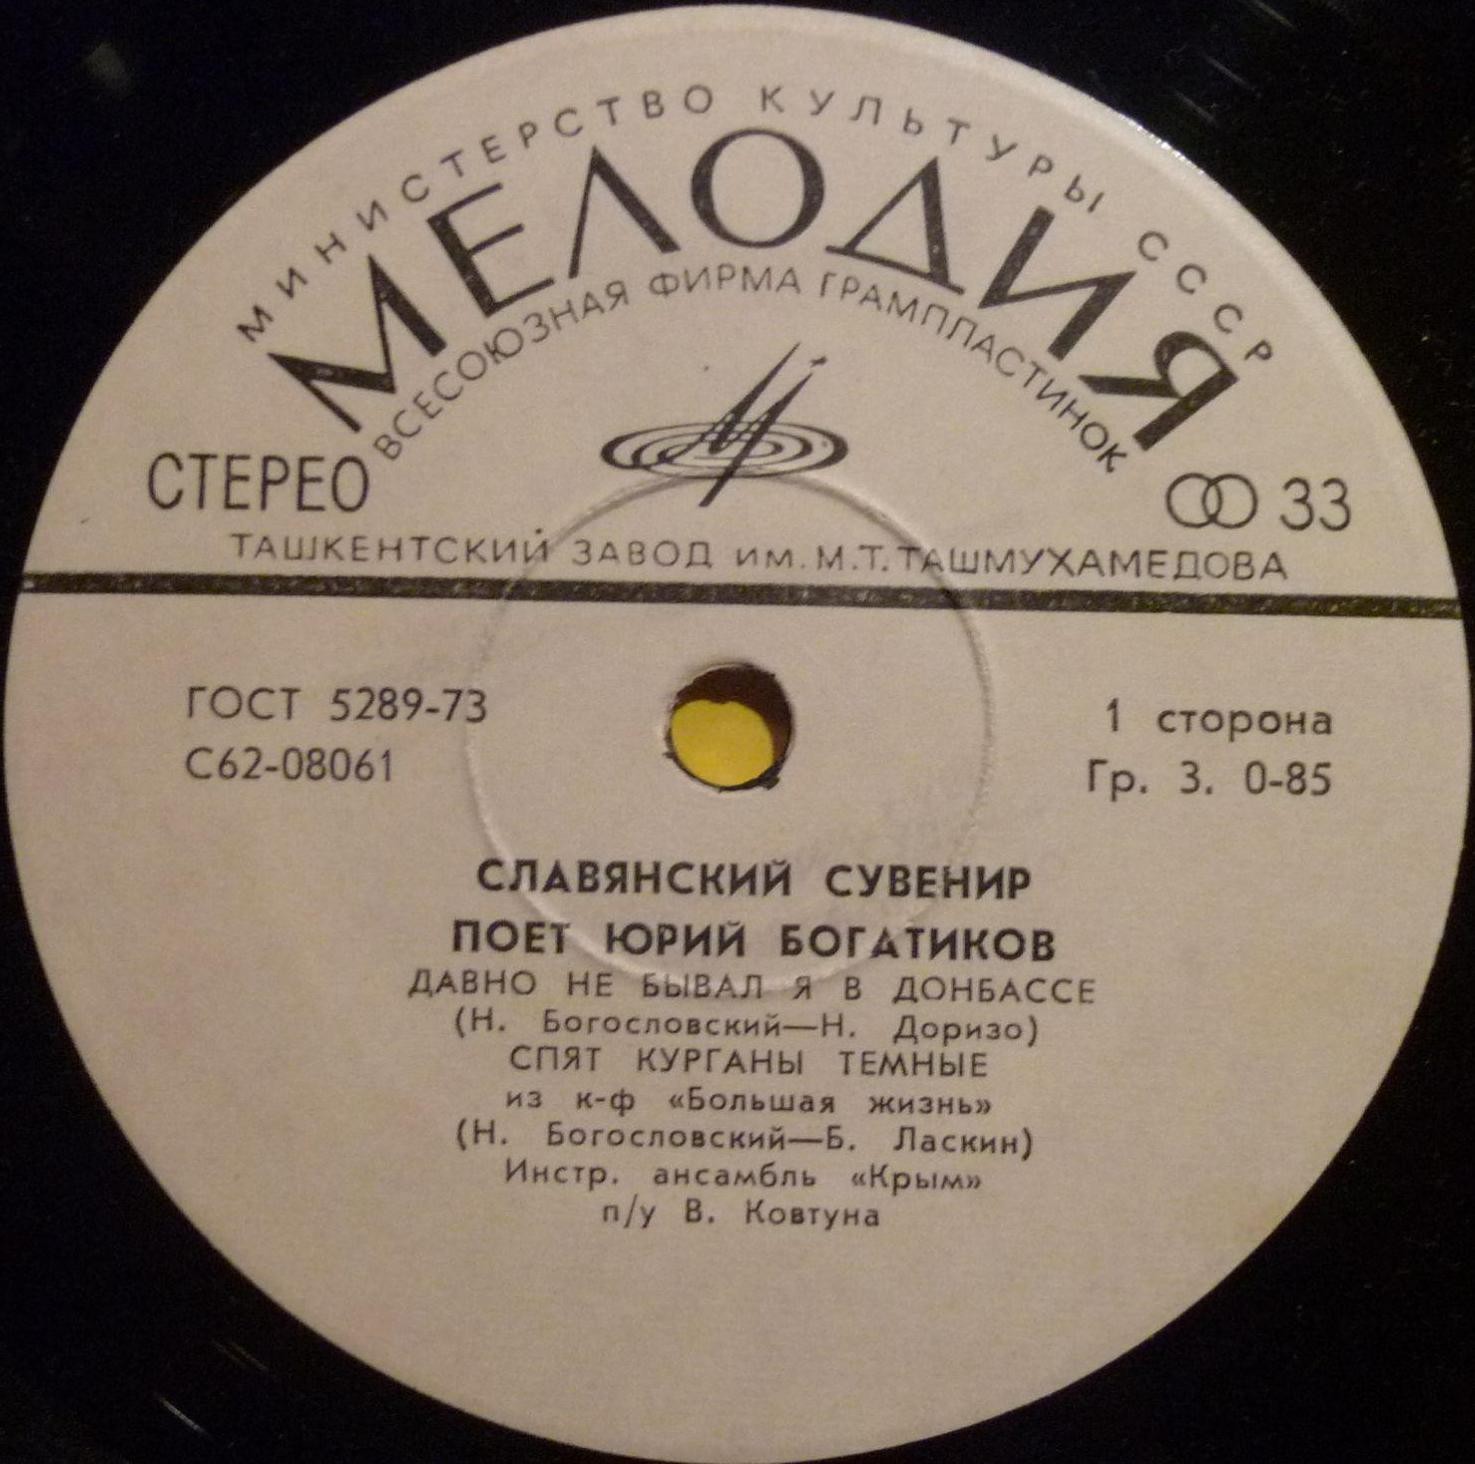 МИНИСТЕРСТВО КУЛЬТУРЫ СССР
МЕЛОДИЯ
ВСЕСОЮЗНАЯ ФИРМА ГРАМПЛАСТИНОК
СТЕРЕО 33
ТАШКЕНТСКИЙ ЗАВОД им. М.Т. ТАШМУХАМЕДОВА
ГОСТ 5289-73
С62-08061
1 сторона
Гр. 3. 0-85
СЛАВЯНСКИЙ СУВЕНИР
ПОЕТ ЮРИЙ БОГАТИКОВ
ДАВНО НЕ БЫВАЛ Я В ДОНБАССЕ
(Н. Богословский—Н. Доризо)
СПЯТ КУРГАНЫ ТЕМНЫЕ
из к-ф «Большая жизнь»
(Н. Богословский—Б. Ласкин)
Инстр. ансамбль «Крым»
п/у В. Ковтуна